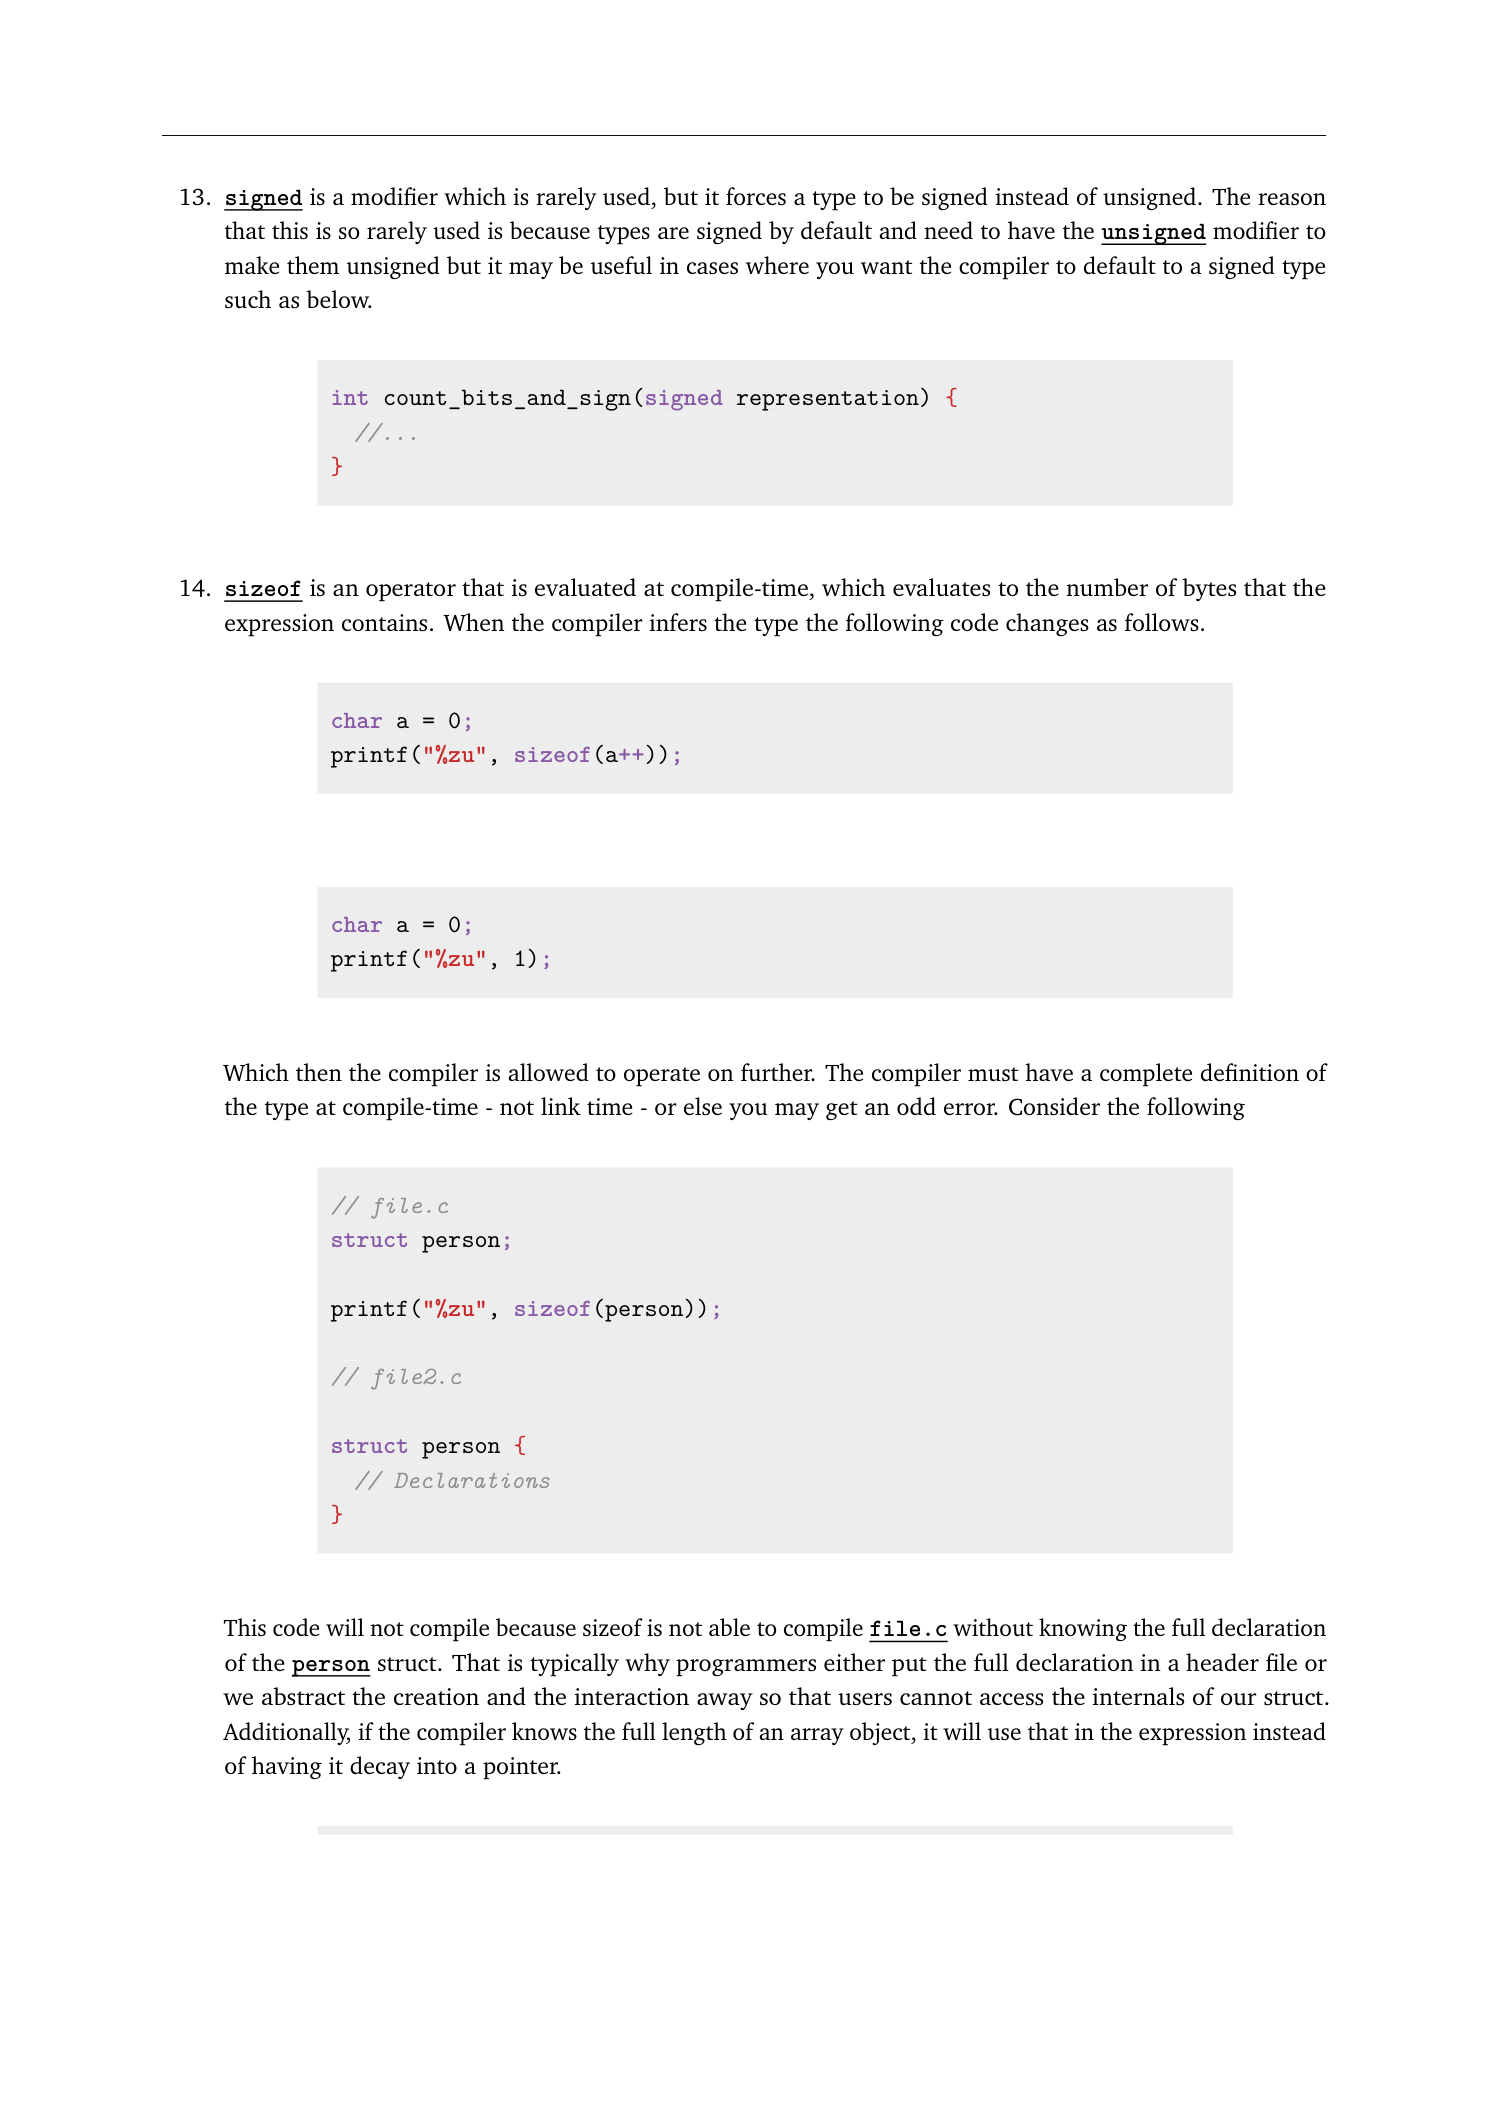 13. signed is a modifier which is rarely used, but it forces a type to be signed instead of unsigned. The reason
that this is so rarely used is because types are signed by default and need to have the unsigned modifier to
make them unsigned but it may be useful in cases where you want the compiler to default to a signed type
such as below.
int count_bits_and_sign(signed representation) {
  //...
}
14. sizeof is an operator that is evaluated at compile-time, which evaluates to the number of bytes that the
expression contains. When the compiler infers the type the following code changes as follows.
char a = 0;
printf("%zu", sizeof(a++));
char a = 0;
printf("%zu", 1);
Which then the compiler is allowed to operate on further. The compiler must have a complete definition of
the type at compile-time - not link time - or else you may get an odd error. Consider the following
// file.c
struct person;
printf("%zu", sizeof(person));
// file2.c
struct person {
  // Declarations
}
This code will not compile because sizeof is not able to compile file.c without knowing the full declaration
of the person struct. That is typically why programmers either put the full declaration in a header file or
we abstract the creation and the interaction away so that users cannot access the internals of our struct.
Additionally, if the compiler knows the full length of an array object, it will use that in the expression instead
of having it decay into a pointer.